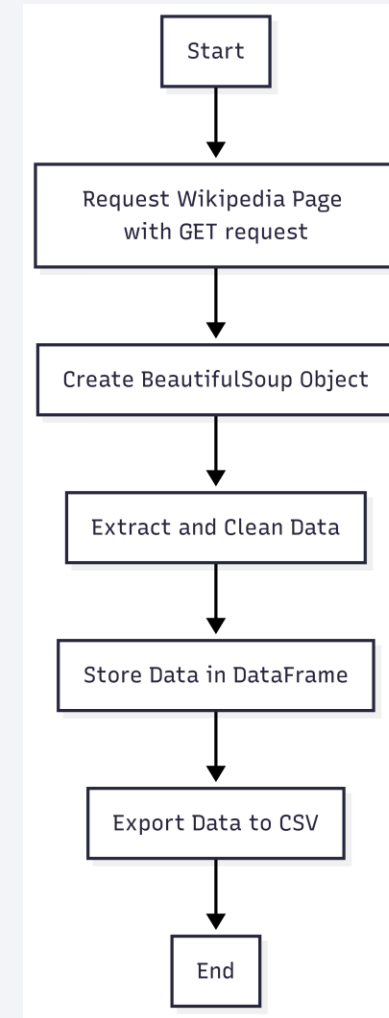 Start
Request Wikipedia Page
with GET request
Create BeautifulSoup Object
Extract and Clean Data
Store Data in DataFrame
Export Data to CSV
End